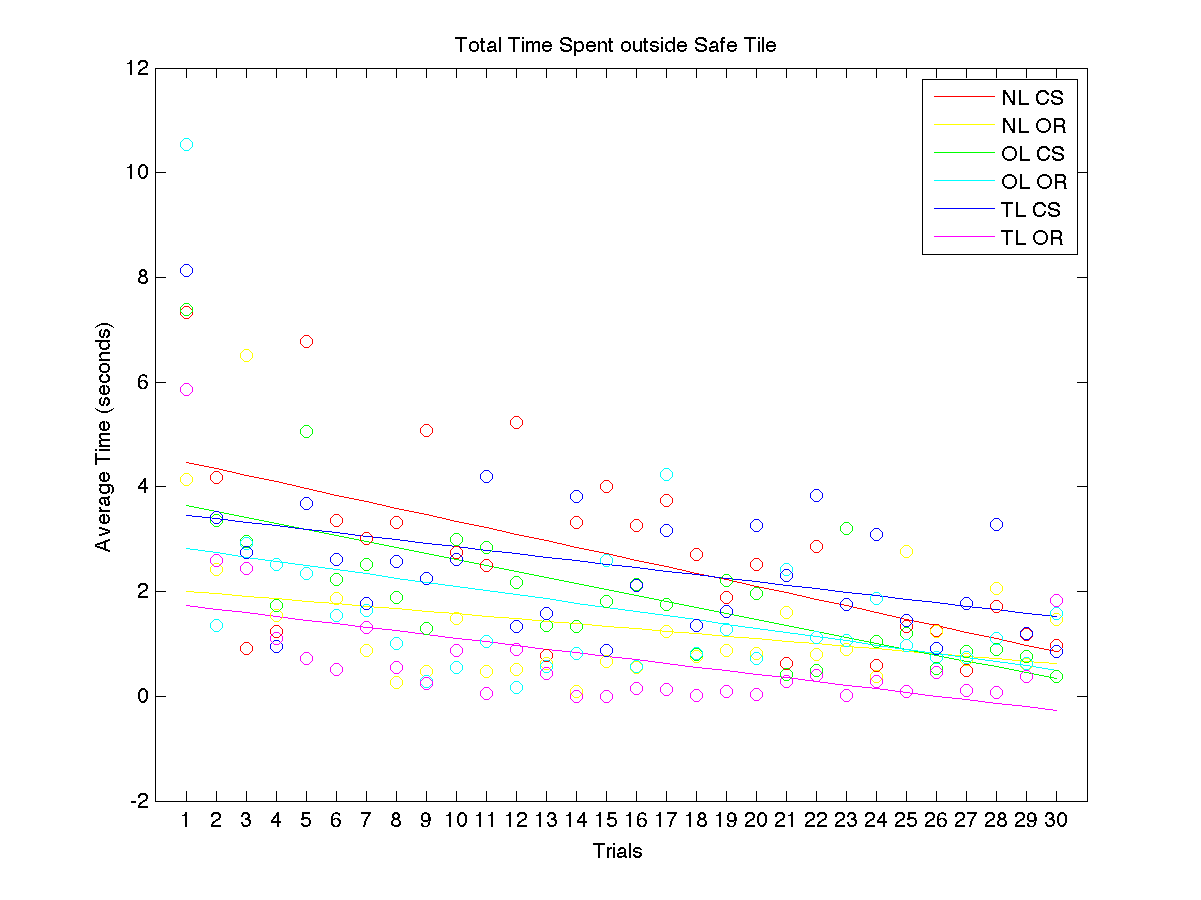 Total Time Spent outside Safe Tile
12
10
8
6
4
2
0
-2
Average Time (seconds)
NL CS
NL OR
OL CS
OL OR
TL CS
TL OR
1 2 3 4 5 6 7 8 9 10 11 12 13 14 15 16 17 18 19 20 21 22 23 24 25 26 27 28 29 30
Trials